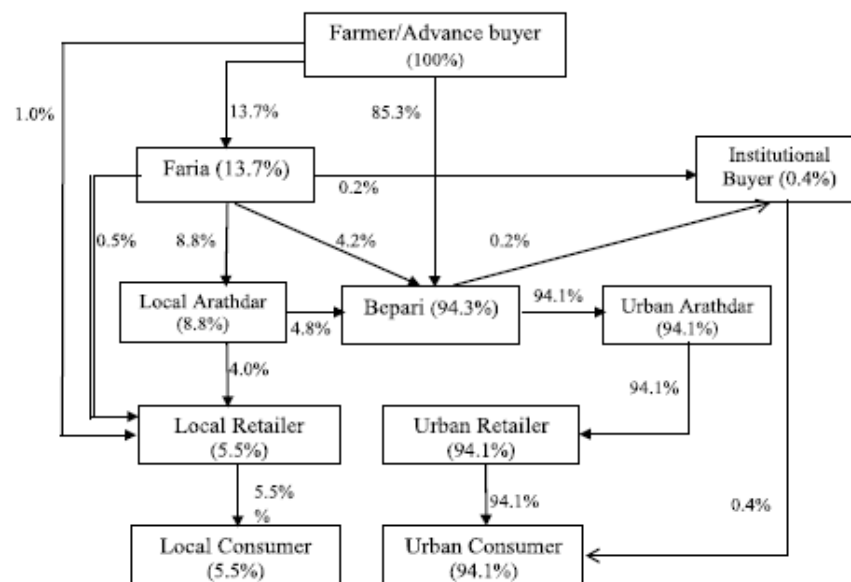 Farmer/Advance buyer
(100%)
1.0%
13.7%
85.3%
Faria (13.7%)
Institutional
Buyer (0.4%)
0.2%
0.5%
8.8%
4.2%
0.2%
Local Arathdar
(8.8%)
4.8%
Bepari (94.3%)
94.1%
Urban Arathdar
(94.1%)
4.0%
94.1%
Local Retailer
(5.5%)
Urban Retailer
(94.1%)
5.5%
%
94.1%
0.4%
Local Consumer
(5.5%)
Urban Consumer
(94.1%)